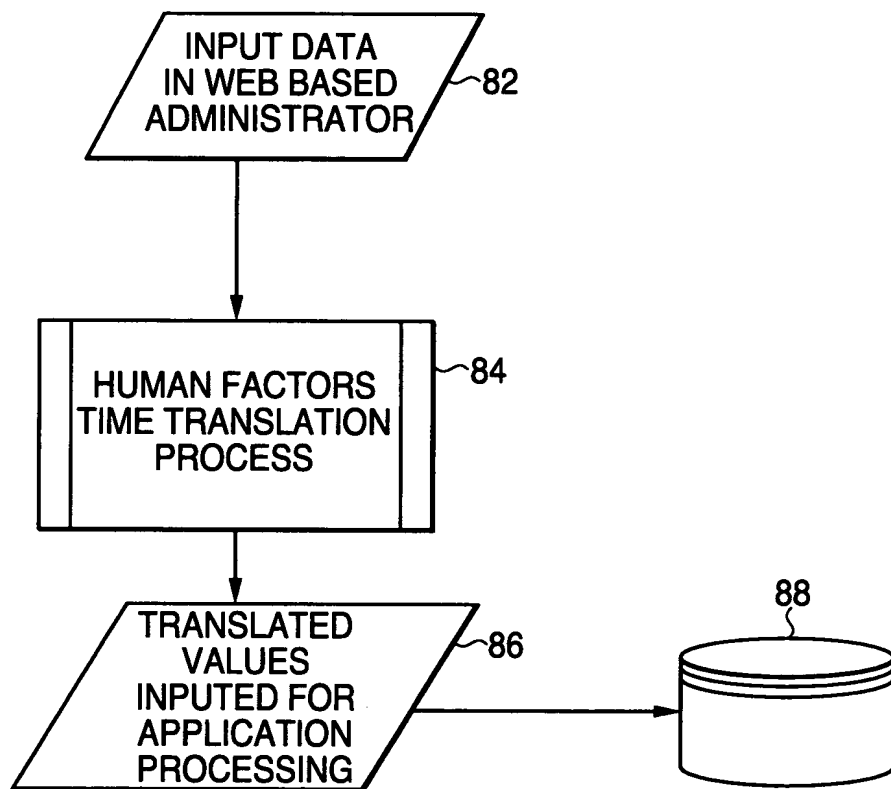 INPUT DATA
IN WEB BASED
ADMINISTRATOR
82
HUMAN FACTORS
TIME TRANSLATION
PROCESS
84
TRANSLATED
VALUES
INPUTED FOR
APPLICATION
PROCESSING
86
88